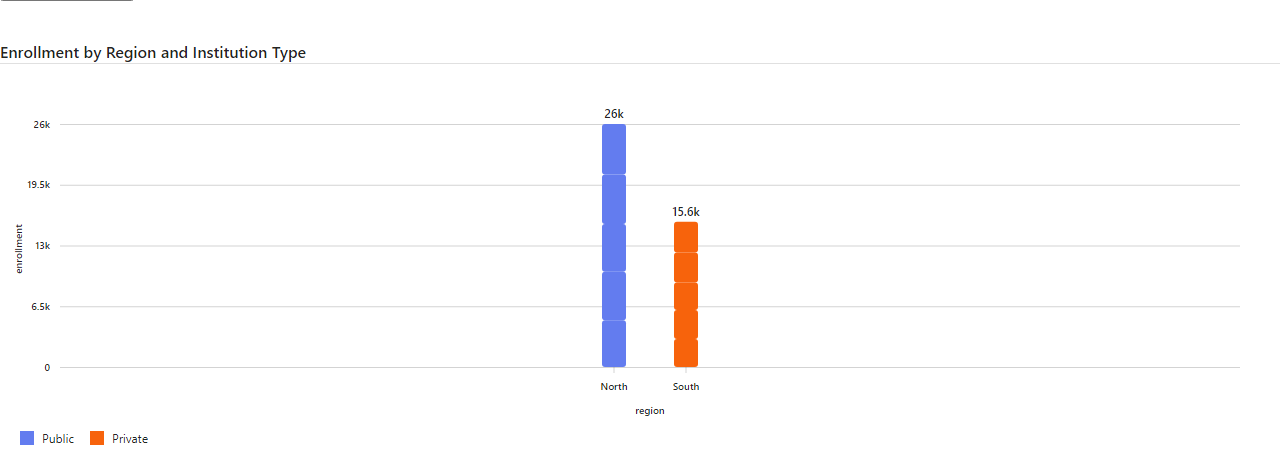 Enrollment by Region and Institution Type
26k
26k
19.5k
15.6k
13k
enrollment
6.5k
0
North South
region
Public Private